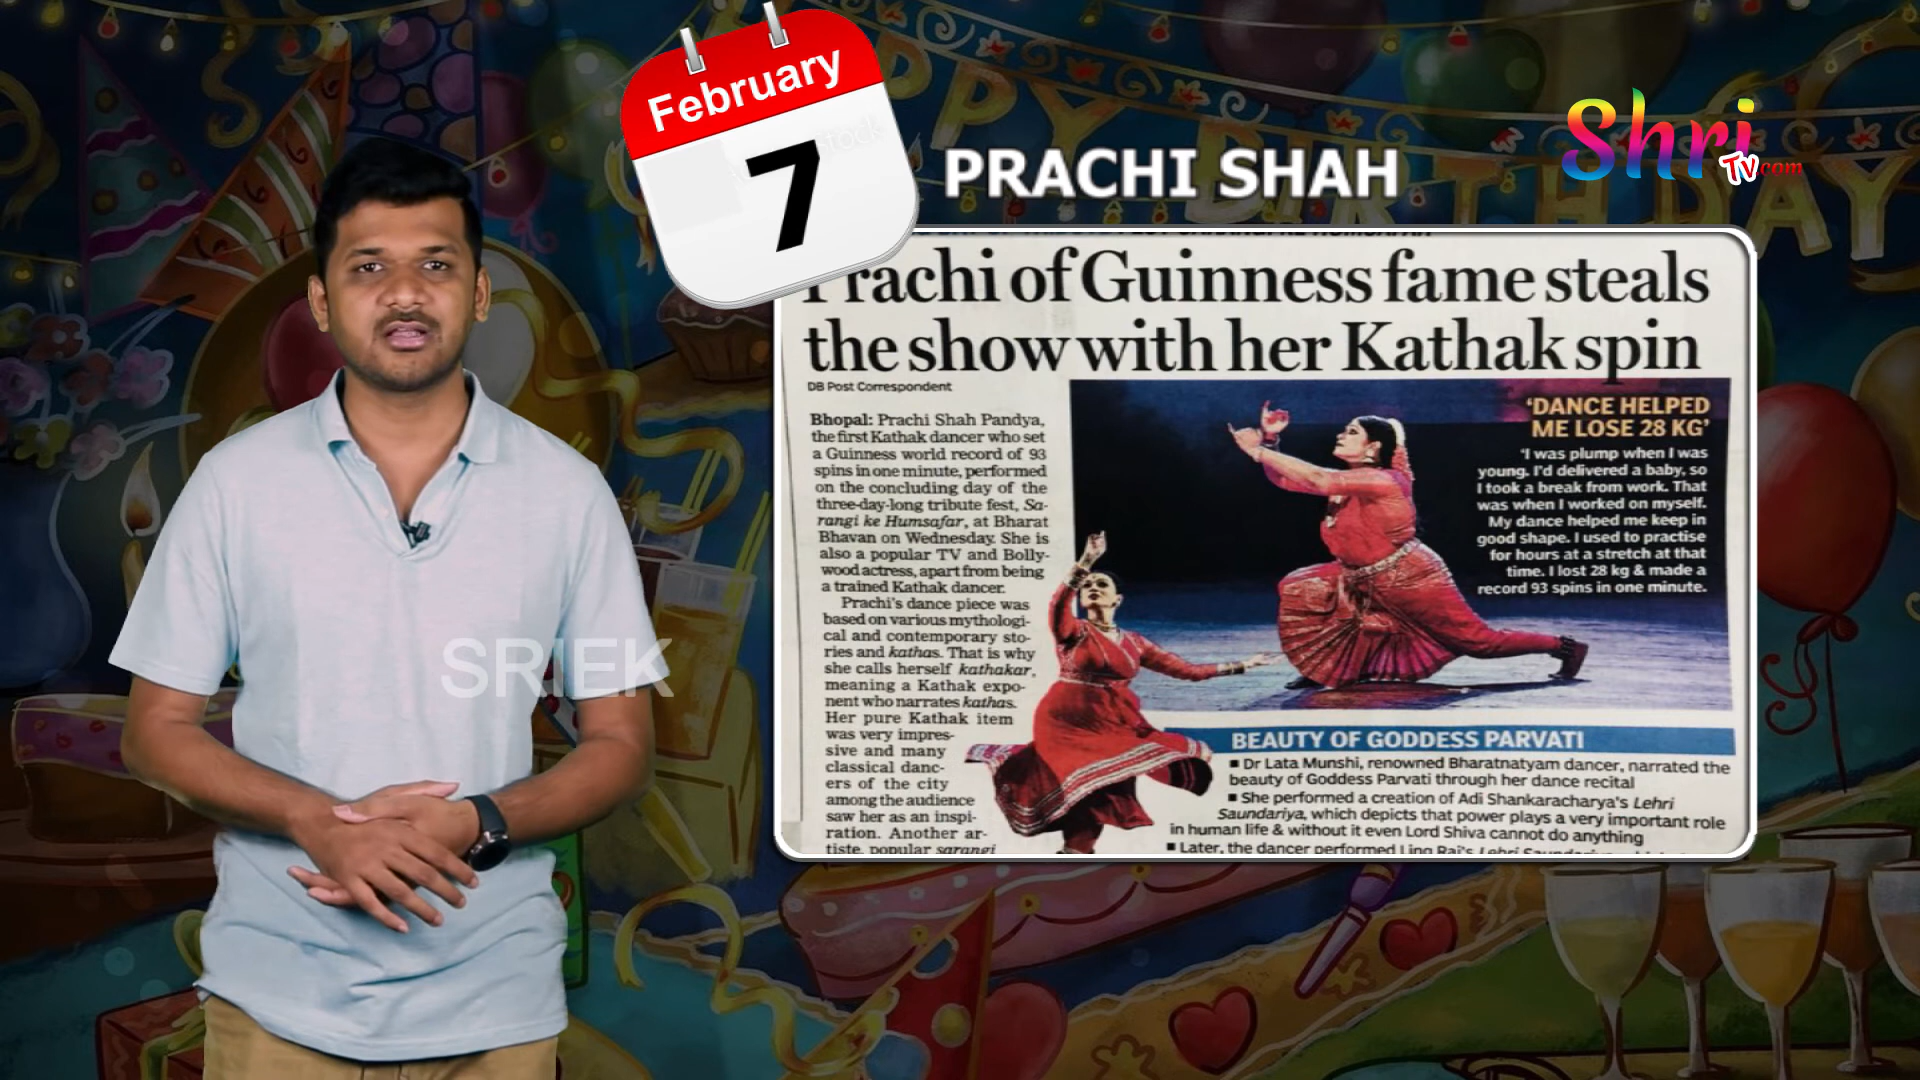 February
7
PRACHI SHAH
Shri
Tv.com
HAPPY BIRTHDAY
Prachi of Guinness fame steals
the show with her Kathak spin
DB Post Correspondent
Bhopal: Prachi Shah Pandya,
the first Kathak dancer who set
a Guinness world record of 93
spins in one minute, performed
on the concluding day of the
three-day-long tribute fest, Sa-
rangi ke Humsafar, at Bharat
Bhavan on Wednesday. She is
also a popular TV and Bolly-
wood actress, apart from being
a trained Kathak dancer.
Prachi's dance piece was
based on various mythologi-
cal and contemporary sto-
ries and kathas. That is why
she calls herself kathakar,
meaning a Kathak expo-
nent who narrates kathas.
Her pure Kathak item
was very impres-
sive and many
classical danc-
ers of the city
among the audience
saw her as an inspi-
ration. Another ar-
tiste, popular sarangi
'DANCE HELPED
ME LOSE 28 KG'
'I was plump when I was
young. I'd delivered a baby, so
I took a break from work. That
was when I worked on myself.
My dance helped me keep in
good shape. I used to practise
for hours at a stretch at that
time. I lost 28 kg & made a
record 93 spins in one minute.
BEAUTY OF GODDESS PARVATI
■ Dr Lata Munshi, renowned Bharatnatyam dancer, narrated the
beauty of Goddess Parvati through her dance recital
■ She performed a creation of Adi Shankaracharya's Lehri
Saundariya, which depicts that power plays a very important role
in human life & without it even Lord Shiva cannot do anything
■ Later, the dancer performed Ling Raj's Lehri
SRIEK